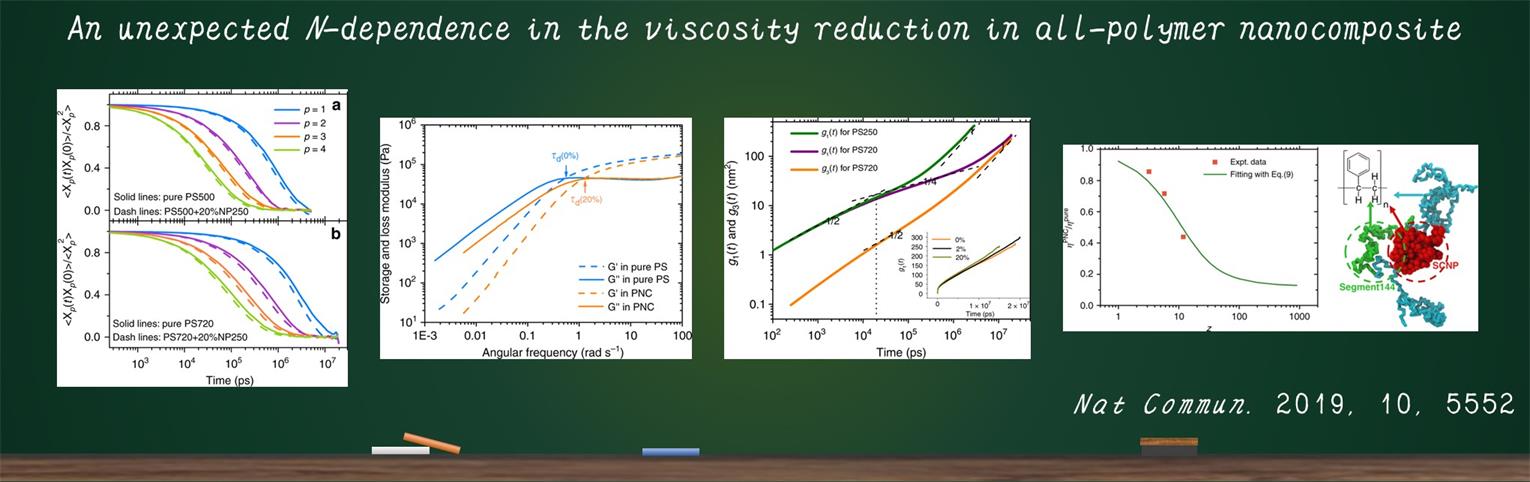 An unexpected N-dependence in the viscosity reduction in all-polymer nanocomposite
a
<X_p(t)X_p(0)>/<X_p^2>
0.8
0.4
0.0
p = 1
p = 2
p = 3
p = 4
Solid lines: pure PS500
Dash lines: PS500+20%NP250
b
<X_p(t)X_p(0)>/<X_p^2>
0.8
0.4
0.0
Solid lines: pure PS720
Dash lines: PS720+20%NP250
10^3 10^4 10^5 10^6 10^7
Time (ps)
Storage and loss modulus (Pa)
10^6
10^5
10^4
10^3
10^2
10^1
τ_d(0%)
τ_d(20%)
G' in pure PS
G'' in pure PS
G' in PNC
G'' in PNC
1E-3 0.01 0.1 1 10 100
Angular frequency (rad s^-1)
g_1(t) and g_3(t) (nm^2)
100
10
1
0.1
g_1(t) for PS250
g_1(t) for PS720
g_3(t) for PS720
1/4
1/2
1/2
300
250
200
150
100
50
0
0%
2%
20%
0 1 × 10^7 2 × 10^7
Time (ps)
10^2 10^3 10^4 10^5 10^6 10^7
Time (ps)
η^PNC/η^pure
1.0
0.8
0.6
0.4
0.2
0.0
Expt. data
Fitting with Eq.(9)
1 10 100 1000
z
H
C C
H H
n
SCNP
Segment144
Nat Commun. 2019, 10, 5552